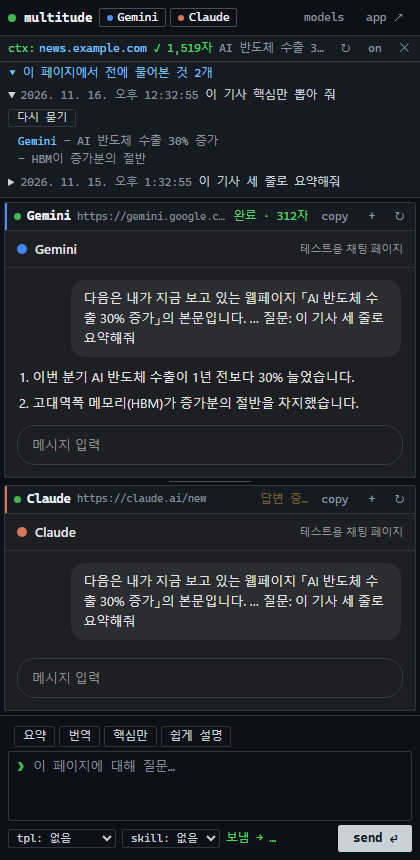 multitude Gemini Claude models app ↗
ctx: news.example.com ✓ 1,519자 AI 반도체 수출 3… ↻ on ×
▼ 이 페이지에서 전에 물어본 것 2개
▼ 2026. 11. 16. 오후 12:32:55 이 기사 핵심만 뽑아 줘
다시 묻기
Gemini — AI 반도체 수출 30% 증가
— HBM이 증가분의 절반
▶ 2026. 11. 15. 오후 1:32:55 이 기사 세 줄로 요약해줘
Gemini https://gemini.google.c… 완료 · 312자 copy + ↻
Gemini 테스트용 채팅 페이지
다음은 내가 지금 보고 있는 웹페이지 「AI 반도체 수
출 30% 증가」의 본문입니다. … 질문: 이 기사 세 줄로
요약해줘
1. 이번 분기 AI 반도체 수출이 1년 전보다 30% 늘었습니다.
2. 고대역폭 메모리(HBM)가 증가분의 절반을 차지했습니다.
메시지 입력
Claude https://claude.ai/new 답변 중… copy + ↻
Claude 테스트용 채팅 페이지
다음은 내가 지금 보고 있는 웹페이지 「AI 반도체 수
출 30% 증가」의 본문입니다. … 질문: 이 기사 세 줄로
요약해줘
메시지 입력
요약 번역 핵심만 쉽게 설명
❯ 이 페이지에 대해 질문…
tpl: 없음 skill: 없음 보냄 → … send ↵